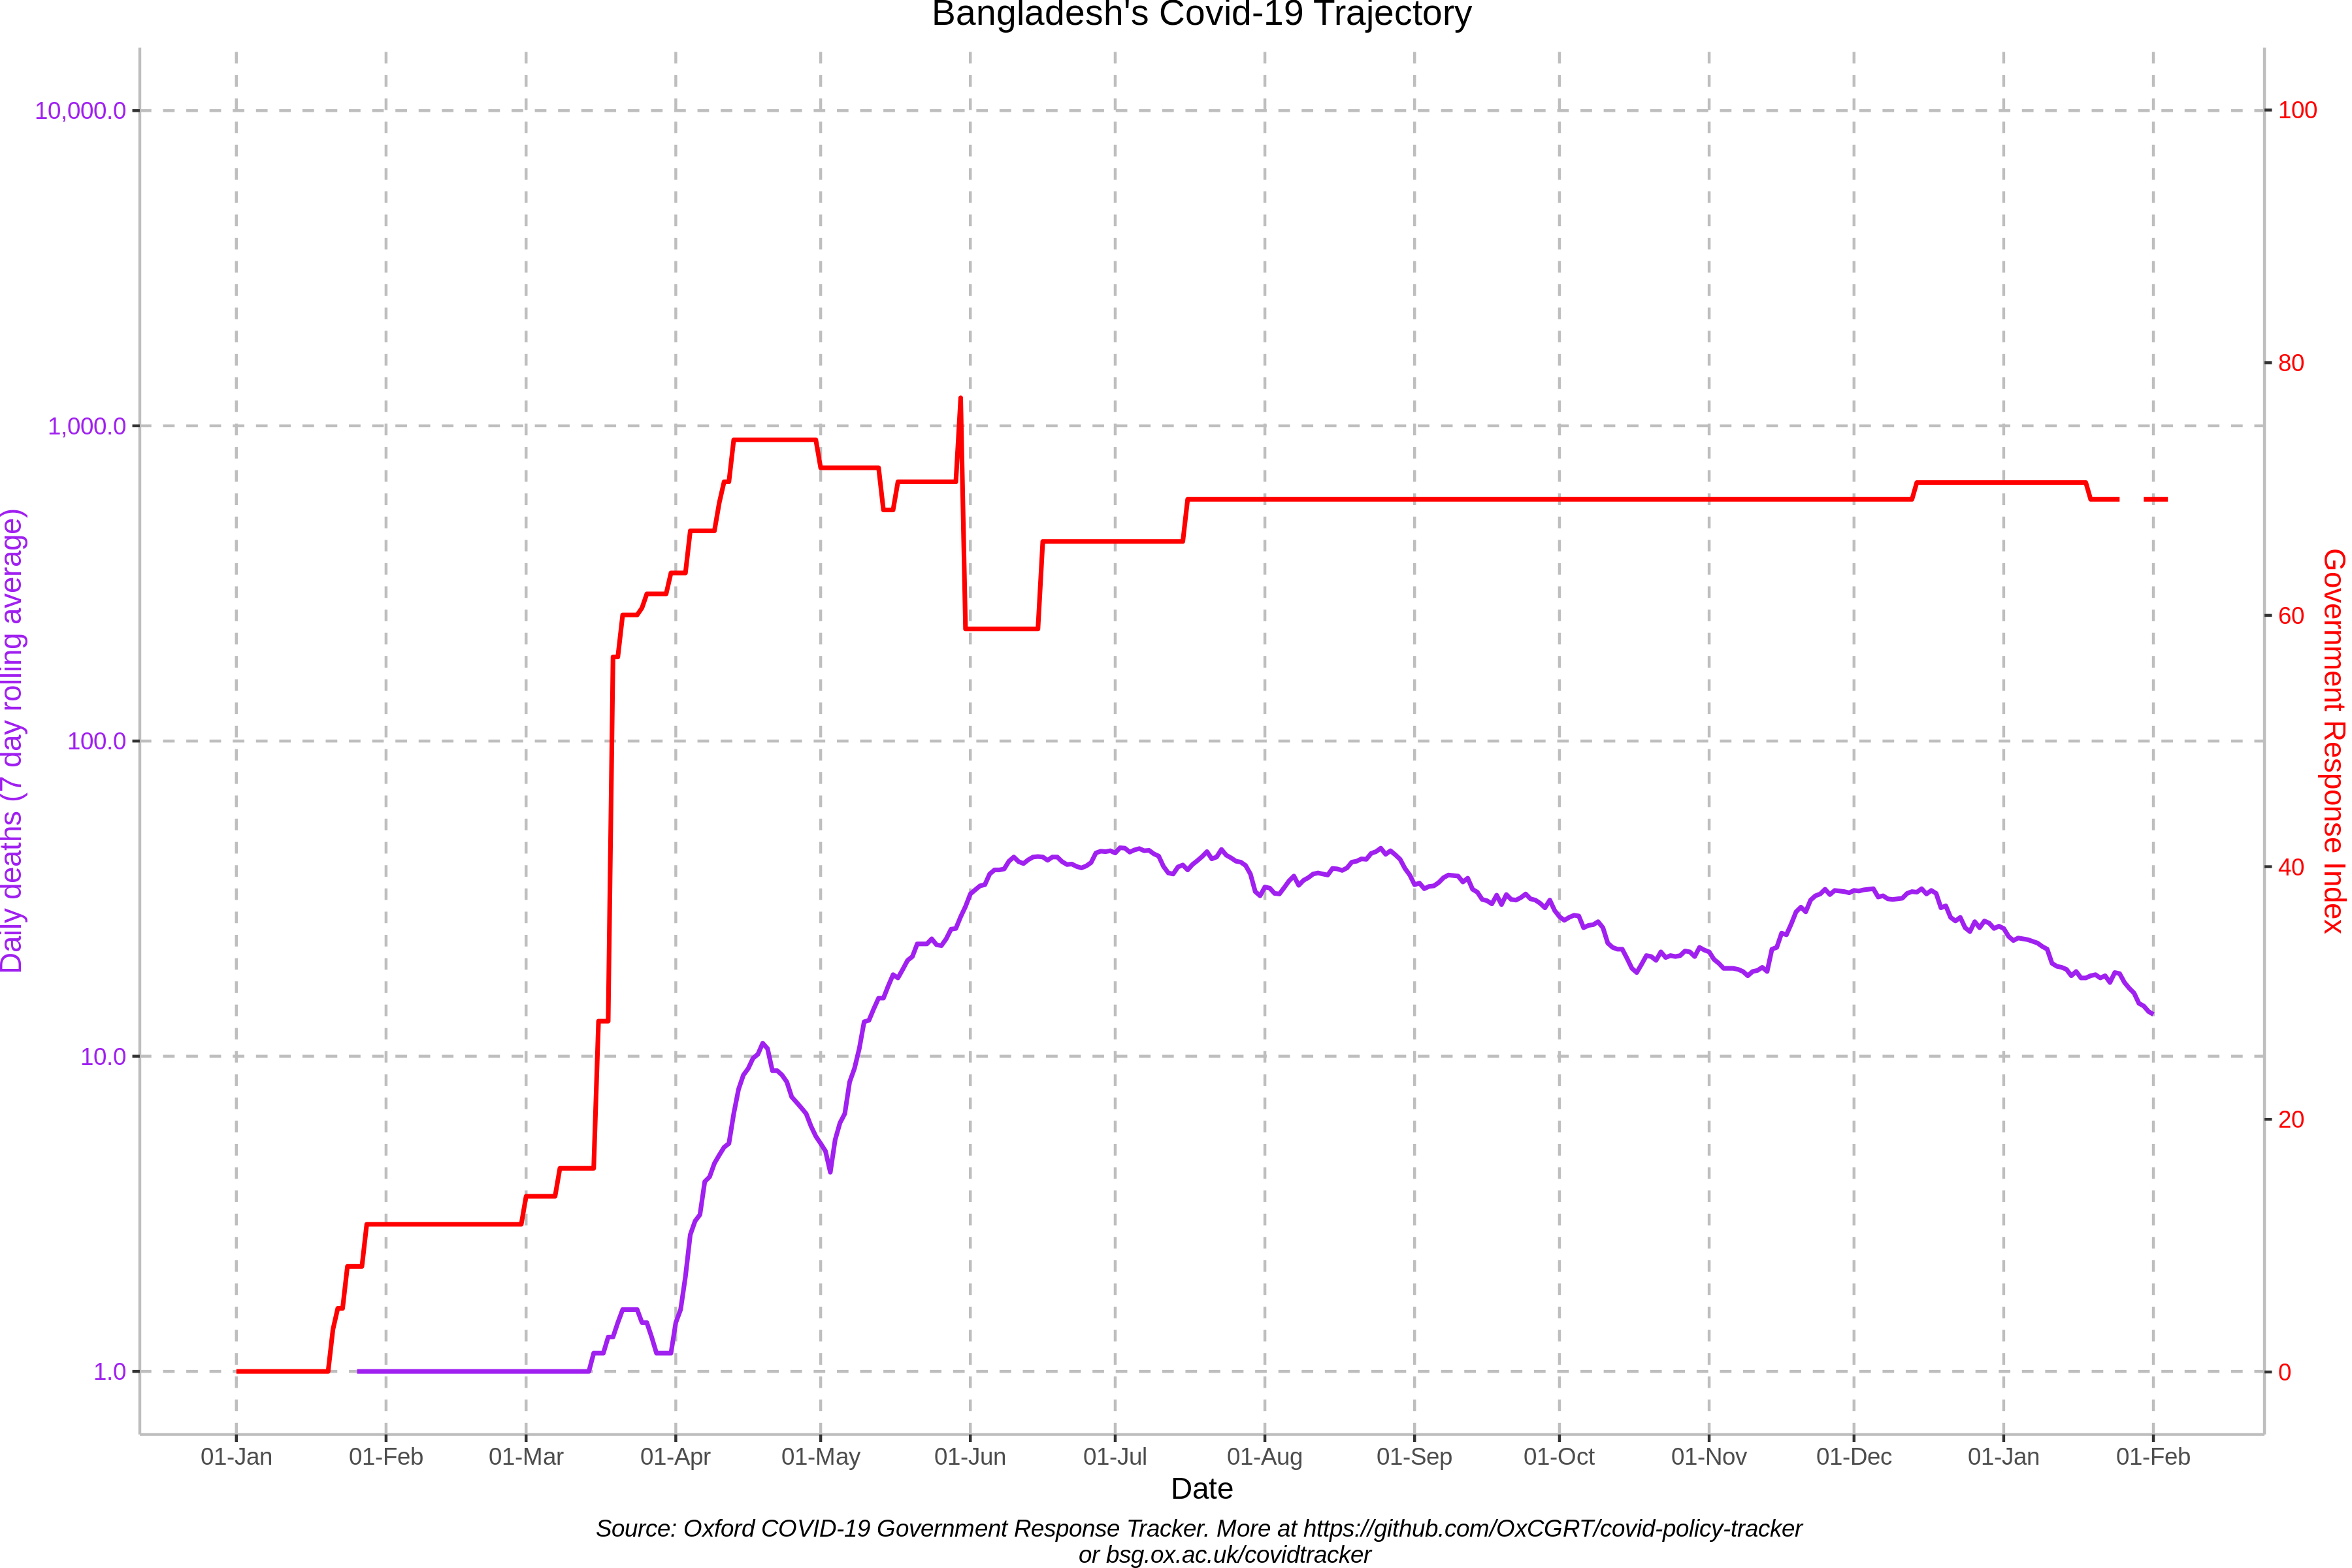 Bangladesh's Covid-19 Trajectory
10,000.0
1,000.0
100.0
10.0
1.0
Daily deaths (7 day rolling average)
100
80
60
40
20
0
Government Response Index
01-Jan
01-Feb
01-Mar
01-Apr
01-May
01-Jun
01-Jul
01-Aug
01-Sep
01-Oct
01-Nov
01-Dec
01-Jan
01-Feb
Date
Source: Oxford COVID-19 Government Response Tracker. More at https://github.com/OxCGRT/covid-policy-tracker
or bsg.ox.ac.uk/covidtracker